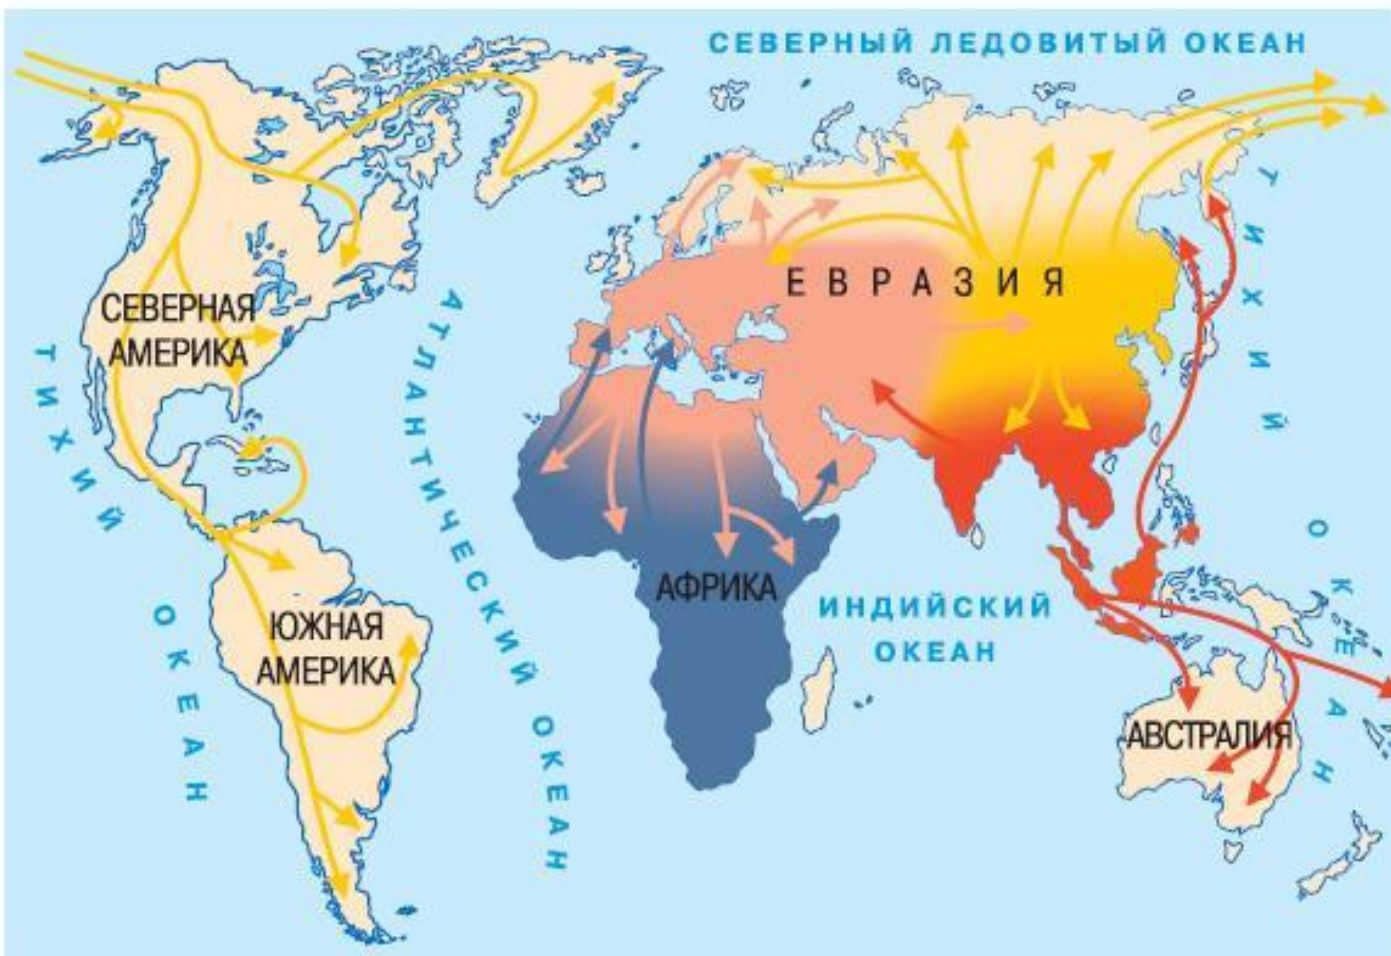 СЕВЕРНЫЙ ЛЕДОВИТЫЙ ОКЕАН
ЕВРАЗИЯ
СЕВЕРНАЯ
АМЕРИКА
ТИХИЙ
ОКЕАН
АТЛАНТИЧЕСКИЙ ОКЕАН
ТИХИЙ
ОКЕАН
АФРИКА
ИНДИЙСКИЙ
ОКЕАН
ЮЖНАЯ
АМЕРИКА
АВСТРАЛИЯ